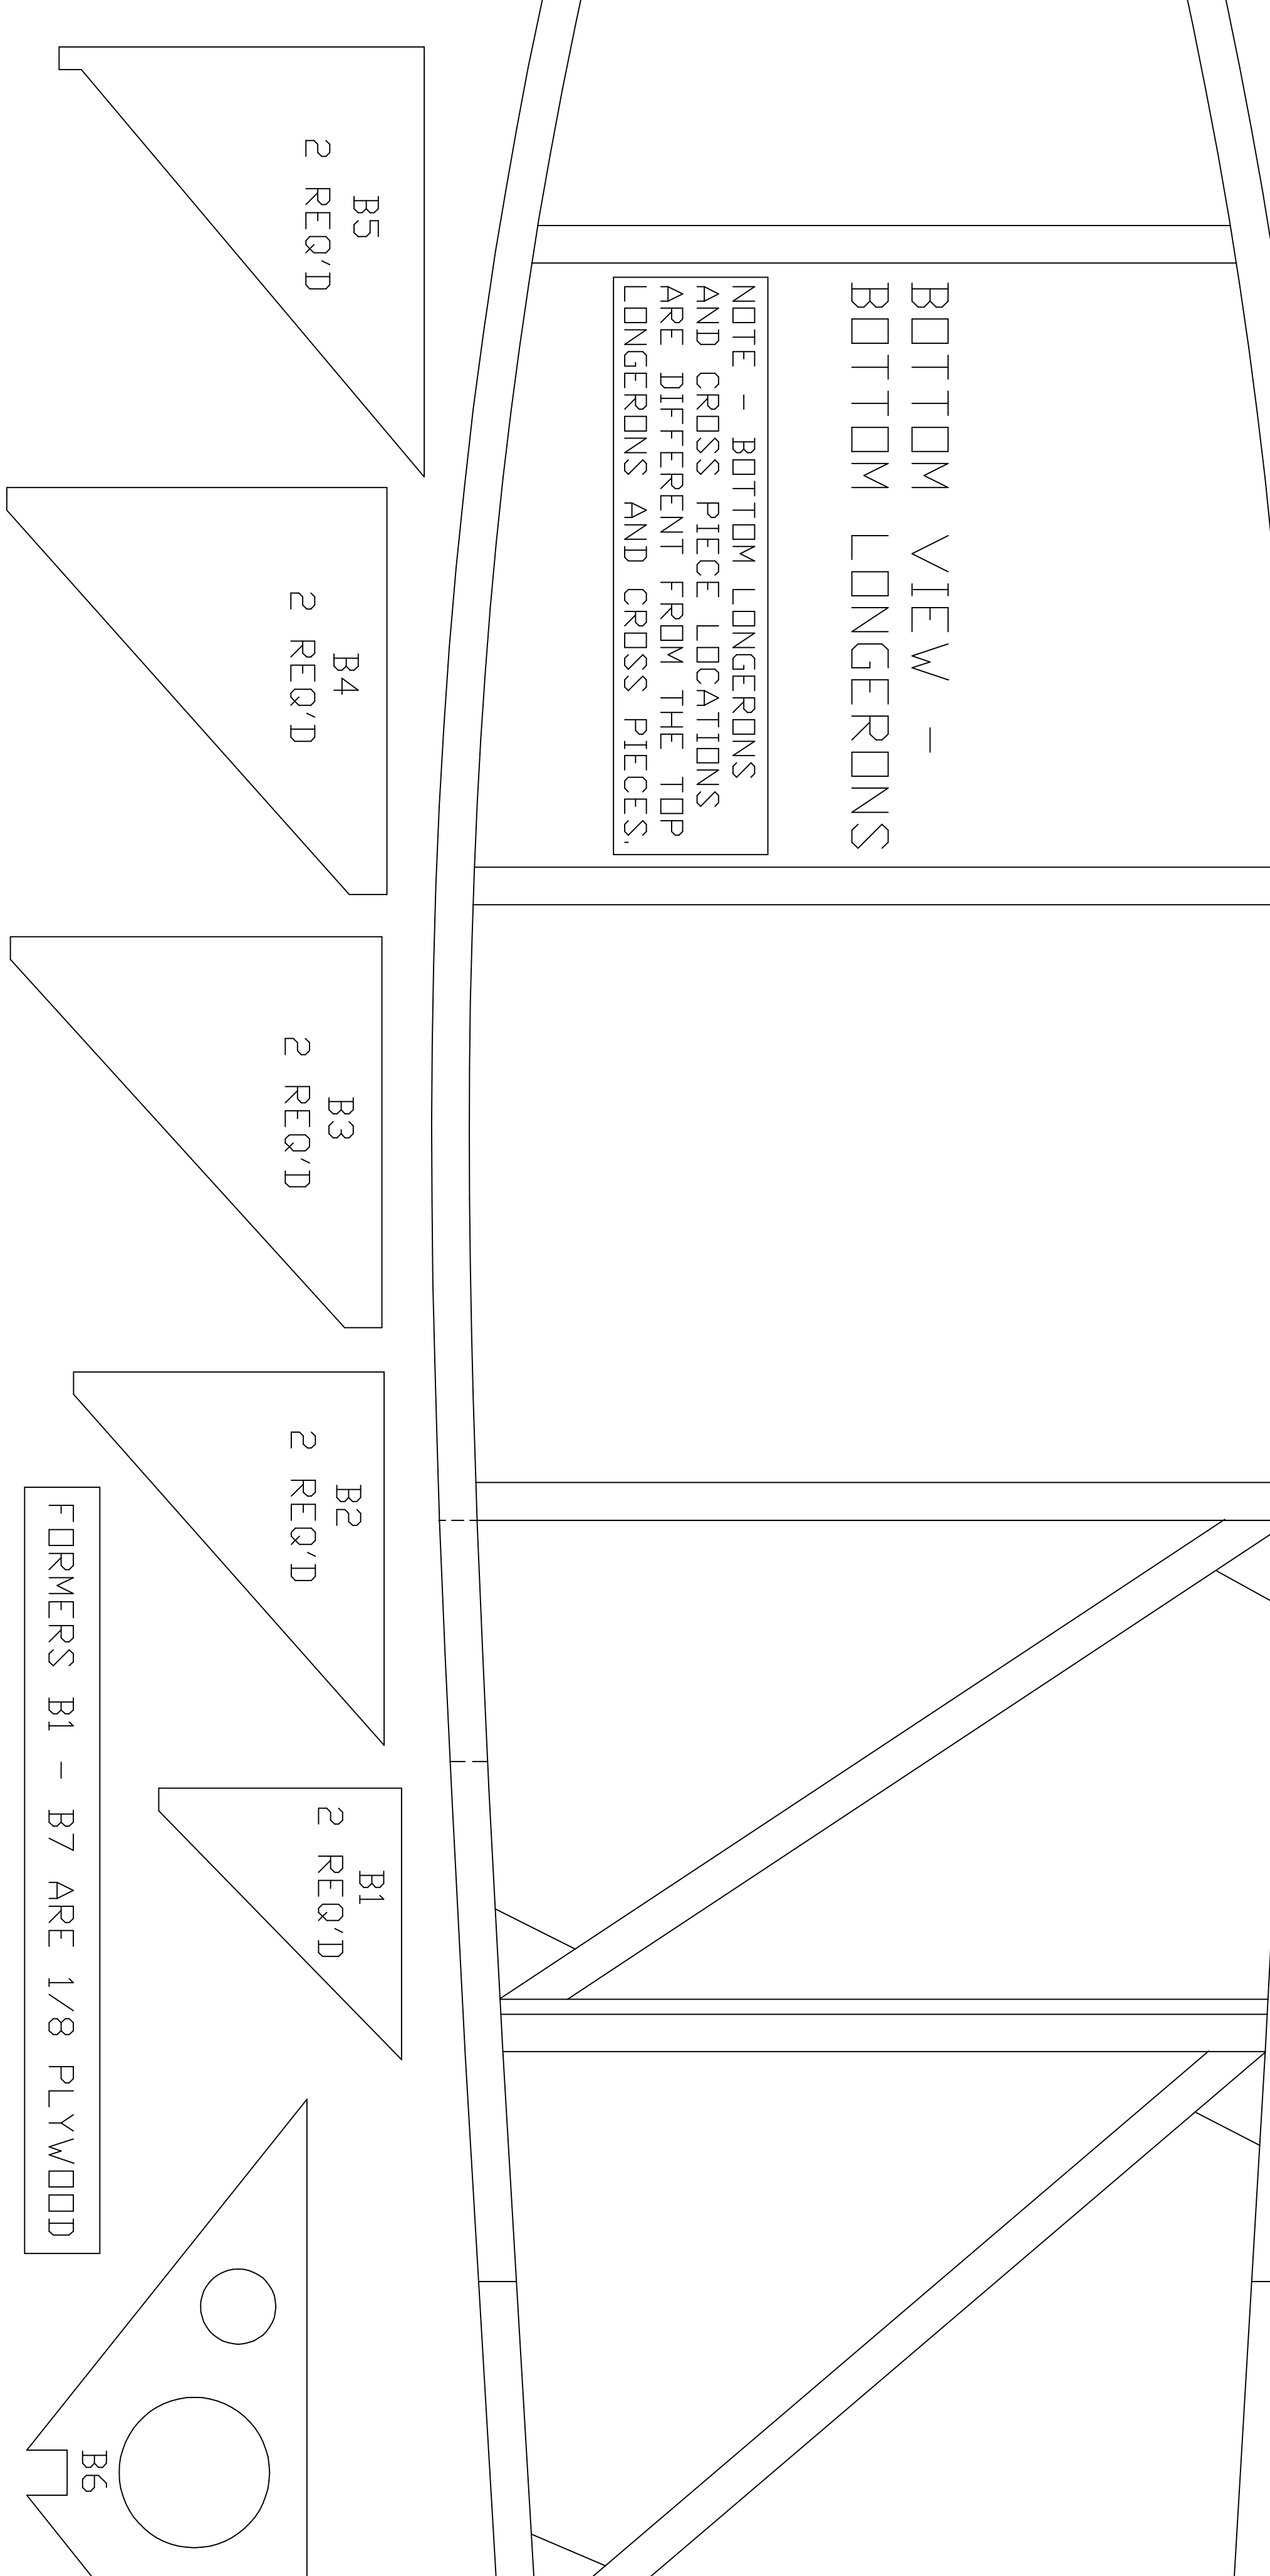 BOTTOM VIEW -
BOTTOM LONGERONS
NOTE - BOTTOM LONGERONS
AND CROSS PIECE LOCATIONS
ARE DIFFERENT FROM THE TOP
LONGERONS AND CROSS PIECES.
B5
2 REQ'D
B4
2 REQ'D
B3
2 REQ'D
B2
2 REQ'D
B1
2 REQ'D
B6
FORMERS B1 - B7 ARE 1/8 PLYWOOD